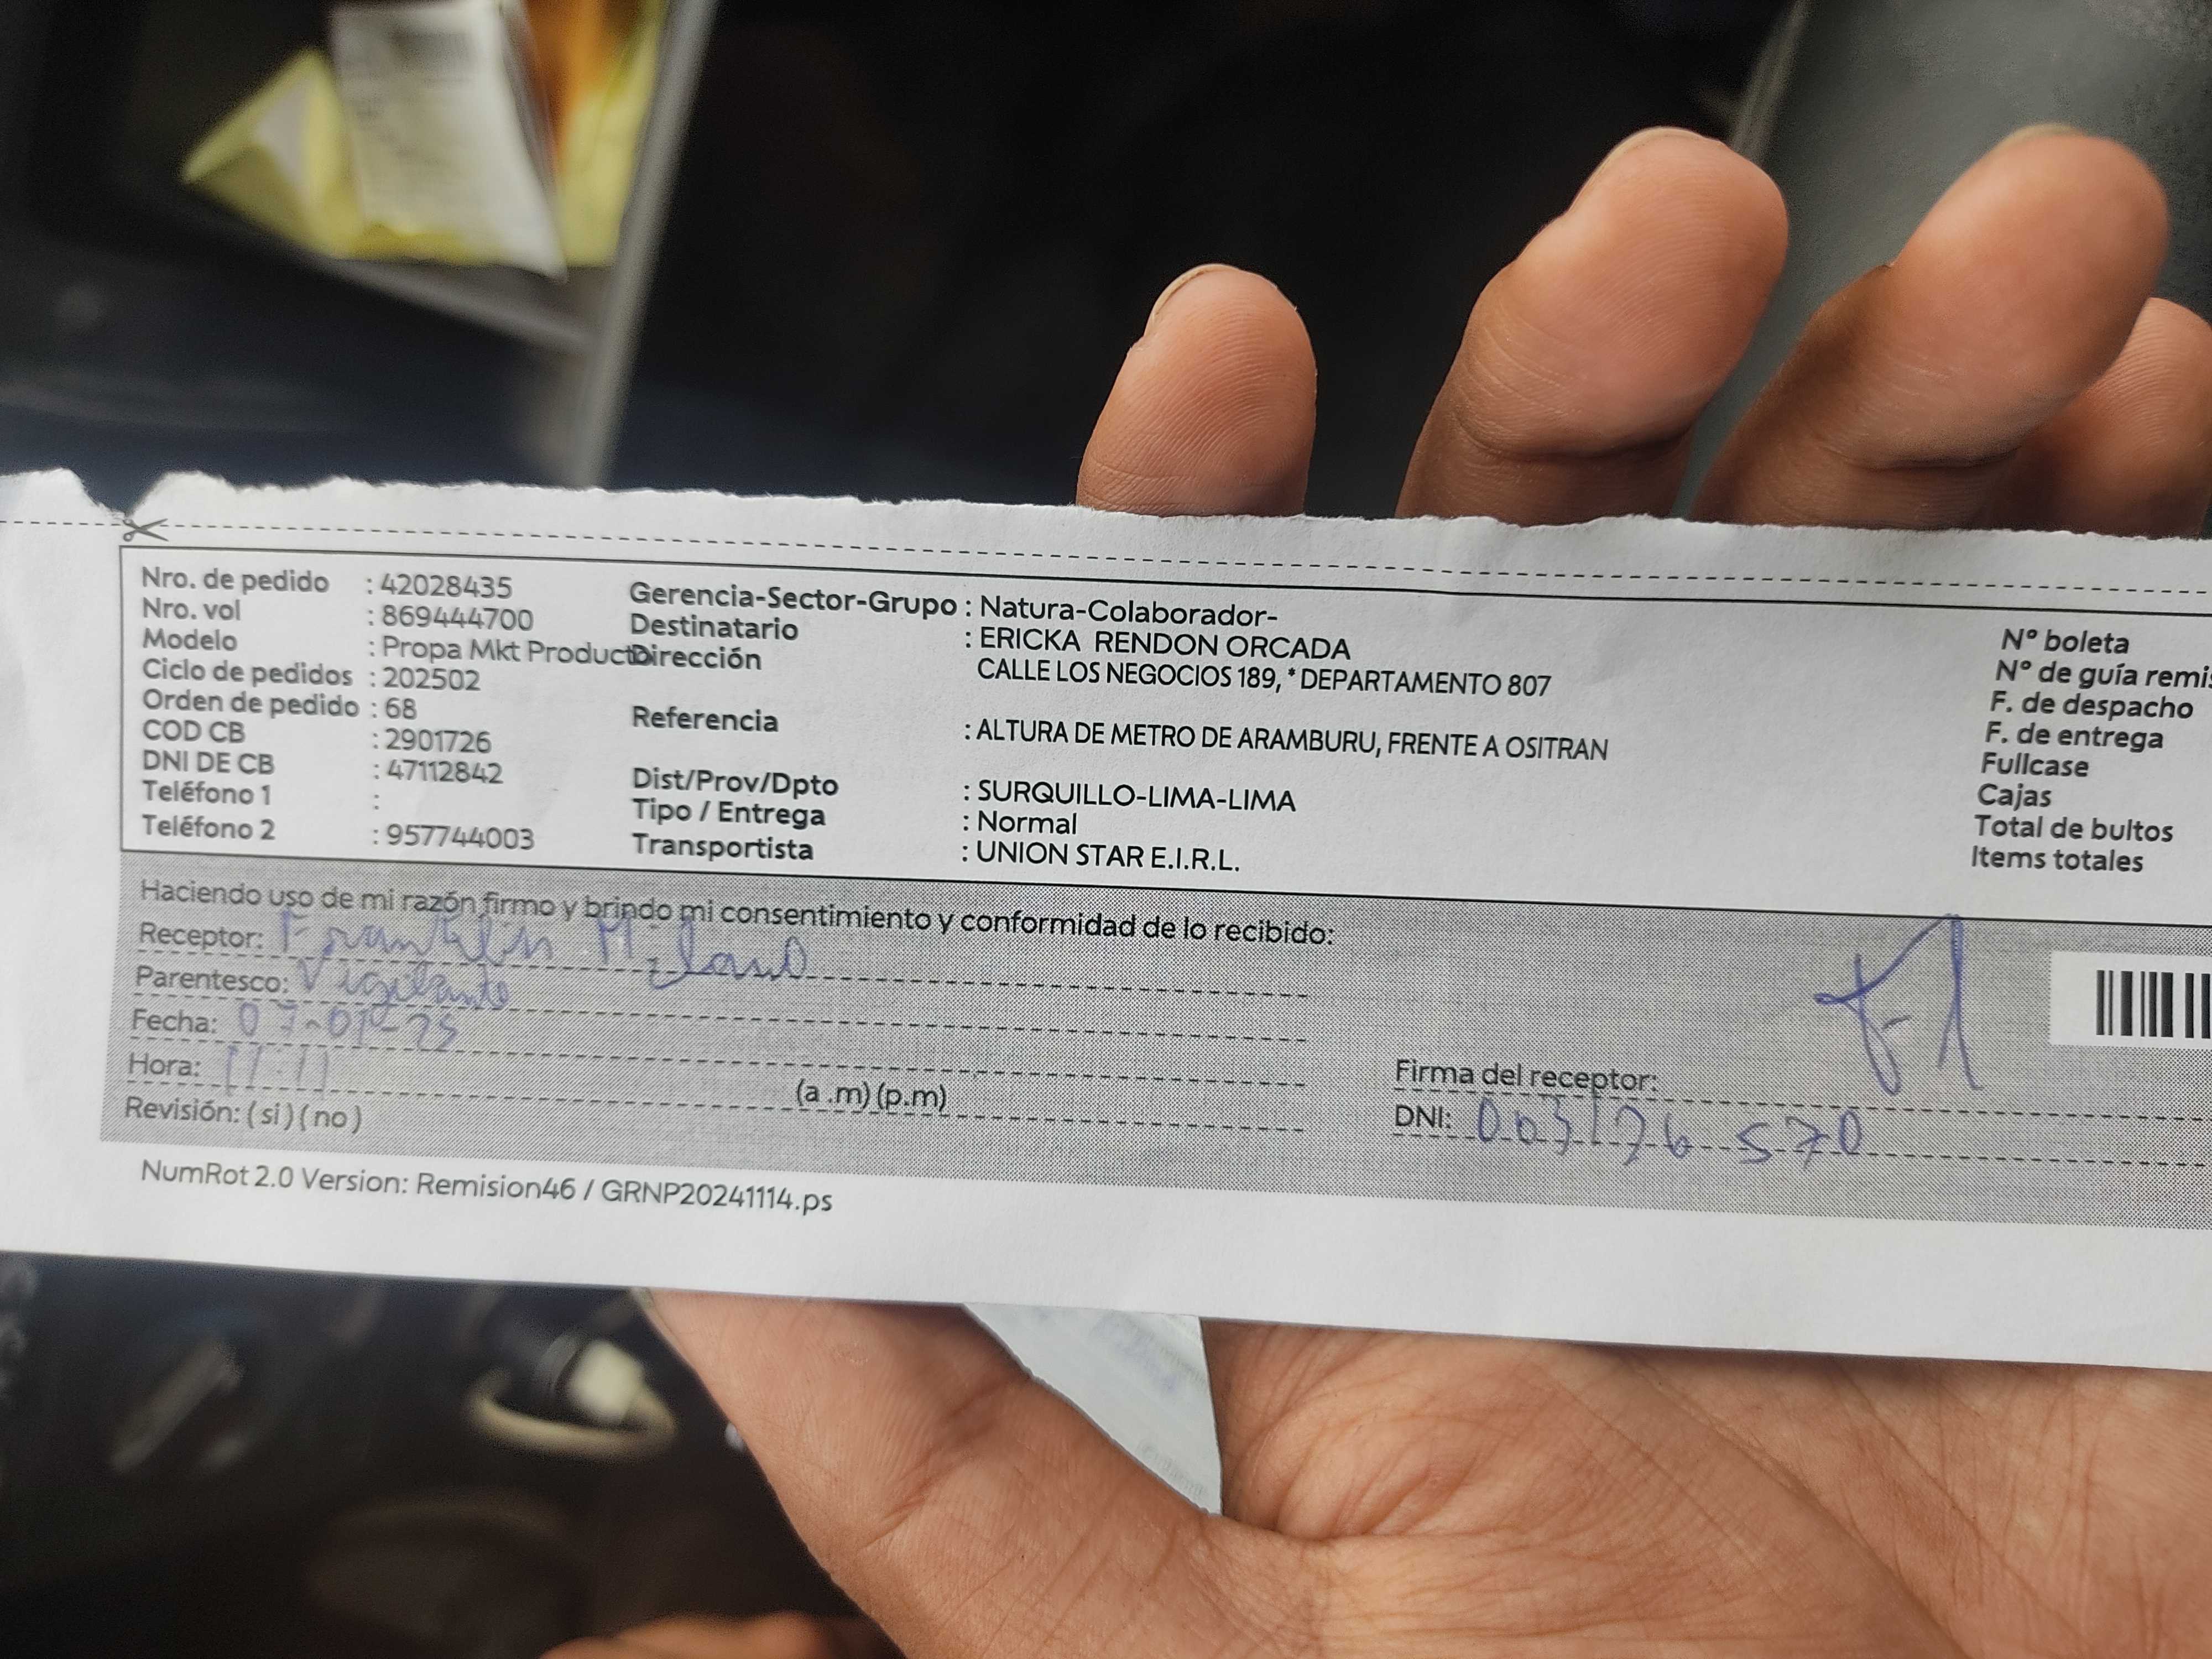 Nro. de pedido : 42028435
Nro. vol : 869444700
Modelo : Propa Mkt Producto
Ciclo de pedidos : 202502
Orden de pedido : 68
COD CB : 2901726
DNI DE CB : 47112842
Teléfono 1 :
Teléfono 2 : 957744003
Gerencia-Sector-Grupo : Natura-Colaborador-
Destinatario : ERICKA RENDON ORCADA
Dirección CALLE LOS NEGOCIOS 189, * DEPARTAMENTO 807
Referencia : ALTURA DE METRO DE ARAMBURU, FRENTE A OSITRAN
Dist/Prov/Dpto : SURQUILLO-LIMA-LIMA
Tipo / Entrega : Normal
Transportista : UNION STAR E.I.R.L.
N° boleta
N° de guía remis
F. de despacho
F. de entrega
Fullcase
Cajas
Total de bultos
Items totales
Haciendo uso de mi razón firmo y brindo mi consentimiento y conformidad de lo recibido:
Receptor: Franklin
Parentesco: Vigilante
Fecha: 07-01-25
Hora: 11:11 (a .m) (p.m)
Revisión: ( si ) ( no )
Firma del receptor:
DNI: 003176570
NumRot 2.0 Version: Remision46 / GRNP20241114.ps